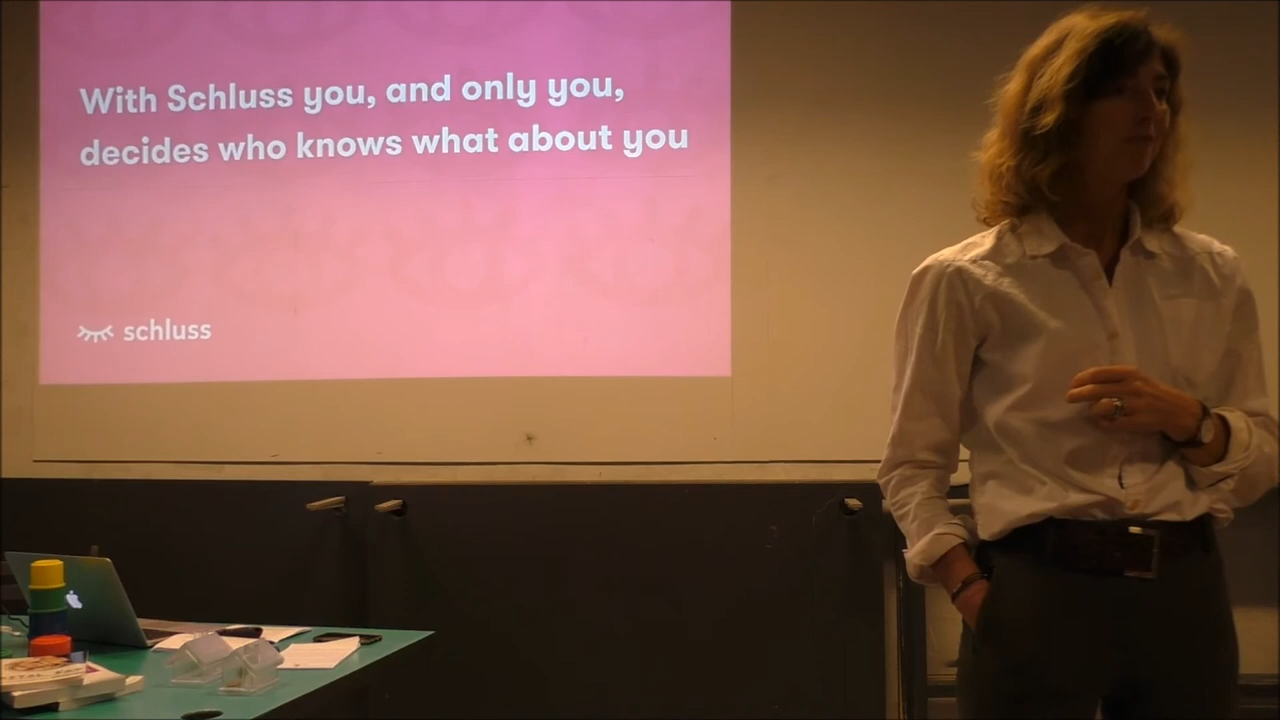 With Schluss you, and only you,
decides who knows what about you
schluss